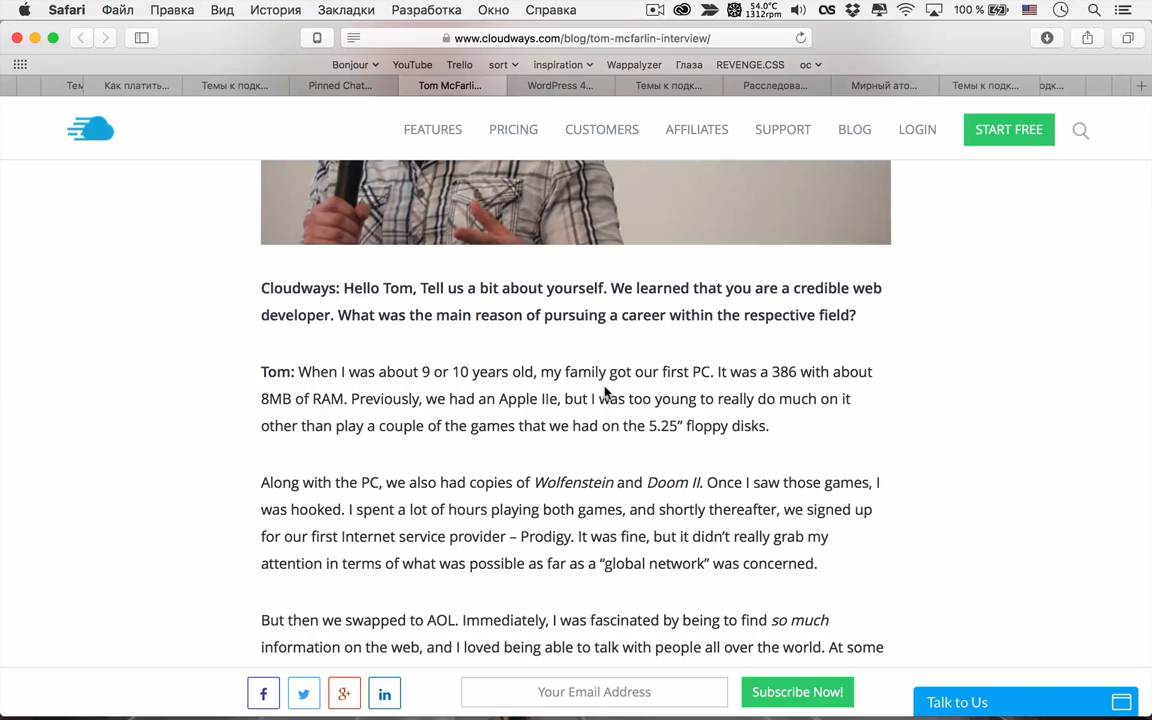 Safari Файл Правка Вид История Закладки Разработка Окно Справка 54.0°C 1312rpm 100 %
www.cloudways.com/blog/tom-mcfarlin-interview/
Bonjour YouTube Trello sort inspiration Wappalyzer Глаза REVENGE.CSS ос
Тем Как платить... Темы к подк... Pinned Chat... Tom McFarli... WordPress 4... Темы к подк... Расследова... Мирный ато... Темы к подк... одк...
FEATURES PRICING CUSTOMERS AFFILIATES SUPPORT BLOG LOGIN START FREE
Cloudways: Hello Tom, Tell us a bit about yourself. We learned that you are a credible web
developer. What was the main reason of pursuing a career within the respective field?
Tom: When I was about 9 or 10 years old, my family got our first PC. It was a 386 with about
8MB of RAM. Previously, we had an Apple IIe, but I was too young to really do much on it
other than play a couple of the games that we had on the 5.25” floppy disks.
Along with the PC, we also had copies of Wolfenstein and Doom II. Once I saw those games, I
was hooked. I spent a lot of hours playing both games, and shortly thereafter, we signed up
for our first Internet service provider – Prodigy. It was fine, but it didn’t really grab my
attention in terms of what was possible as far as a “global network” was concerned.
But then we swapped to AOL. Immediately, I was fascinated by being to find so much
information on the web, and I loved being able to talk with people all over the world. At some
Your Email Address Subscribe Now!
Talk to Us